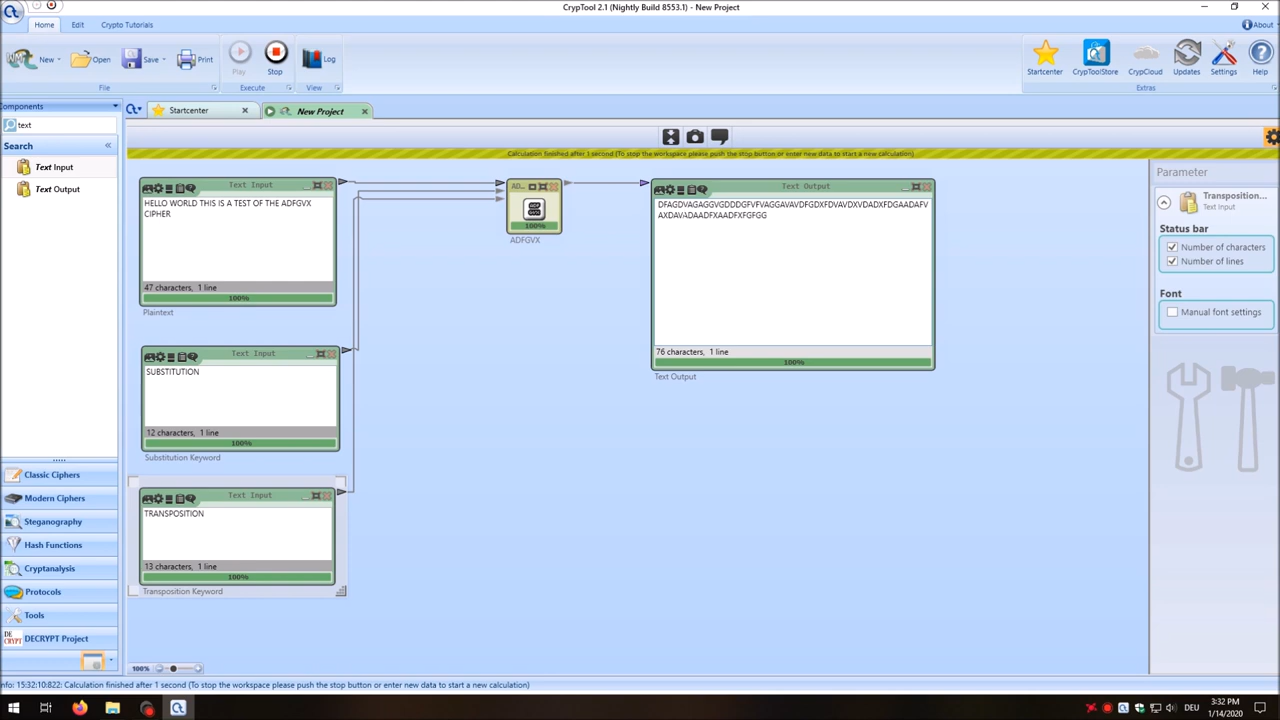 CrypTool 2.1 (Nightly Build 8553.1) - New Project
Home Edit Crypto Tutorials
About
New Open Save Print Play Stop Log
Startcenter CrypToolStore CrypCloud Updates Settings Help
File Execute View Extras
Components
Startcenter New Project
text
Search
Text Input
Text Output
Calculation finished after 1 second (To stop the workspace please push the stop button or enter new data to start a new calculation)
Text Input
HELLO WORLD THIS IS A TEST OF THE ADFGVX
CIPHER
47 characters, 1 line
100%
Plaintext
Text Input
SUBSTITUTION
12 characters, 1 line
100%
Substitution Keyword
Text Input
TRANSPOSITION
13 characters, 1 line
100%
Transposition Keyword
AD...
100%
ADFGVX
Text Output
DFAGDVAGAGGVGDDDGFVFVAGGAVAVDFGDXFDVAVDXVDADXFDGAADAFV
AXDAVADAADFXAADFXFGFGG
76 characters, 1 line
100%
Text Output
Parameter
Transposition...
Text Input
Status bar
Number of characters
Number of lines
Font
Manual font settings
Classic Ciphers
Modern Ciphers
Steganography
Hash Functions
Cryptanalysis
Protocols
Tools
DECRYPT Project
100%
nfo: 15:32:10:822: Calculation finished after 1 second (To stop the workspace please push the stop button or enter new data to start a new calculation)
DEU
3:32 PM
1/14/2020